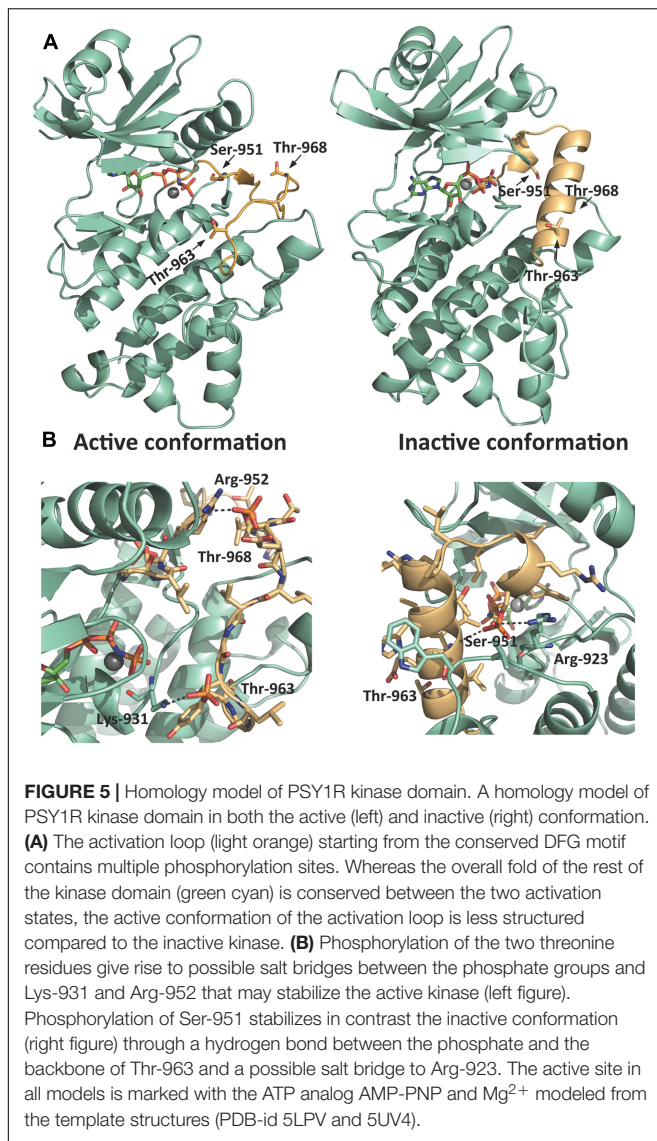 A
Ser-951
Thr-968
Thr-963
Ser-951
Thr-968
Thr-963
B Active conformation
Inactive conformation
Arg-952
Thr-968
Thr-963
Lys-931
Ser-951
Arg-923
Thr-963
FIGURE 5 | Homology model of PSY1R kinase domain. A homology model of
PSY1R kinase domain in both the active (left) and inactive (right) conformation.
(A) The activation loop (light orange) starting from the conserved DFG motif
contains multiple phosphorylation sites. Whereas the overall fold of the rest of
the kinase domain (green cyan) is conserved between the two activation
states, the active conformation of the activation loop is less structured
compared to the inactive kinase. (B) Phosphorylation of the two threonine
residues give rise to possible salt bridges between the phosphate groups and
Lys-931 and Arg-952 that may stabilize the active kinase (left figure).
Phosphorylation of Ser-951 stabilizes in contrast the inactive conformation
(right figure) through a hydrogen bond between the phosphate and the
backbone of Thr-963 and a possible salt bridge to Arg-923. The active site in
all models is marked with the ATP analog AMP-PNP and Mg²⁺ modeled from
the template structures (PDB-id 5LPV and 5UV4).